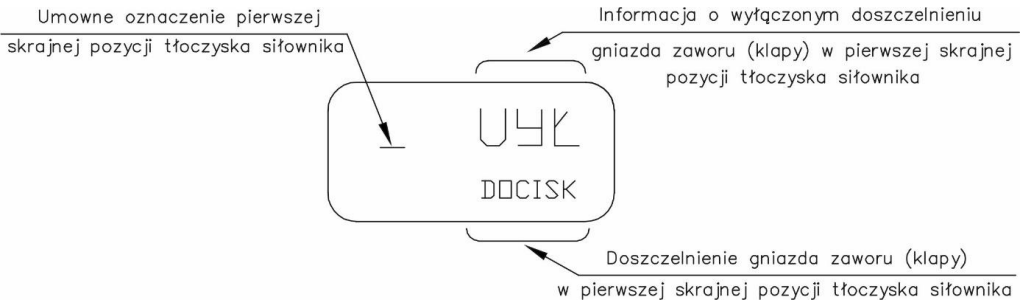 Umowne oznaczenie pierwszej
skrajnej pozycji tłoczyska siłownika
Informacja o wyłączonym doszczelnieniu
gniazda zaworu (klapy) w pierwszej skrajnej
pozycji tłoczyska siłownika
WYŁ
DOCISK
Doszczelnienie gniazda zaworu (klapy)
w pierwszej skrajnej pozycji tłoczyska siłownika